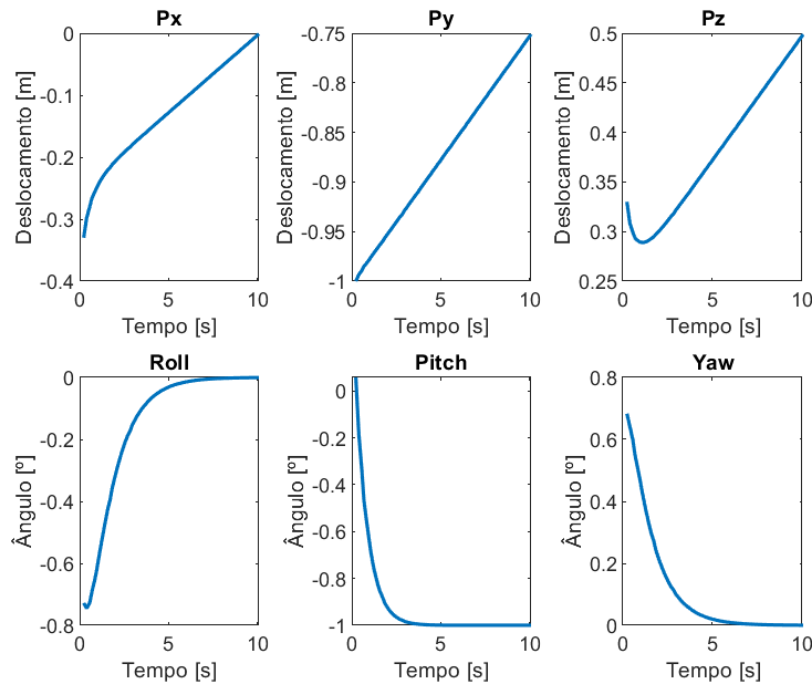 Px
Py
Pz
0
-0.1
-0.2
-0.3
-0.4
Deslocamento [m]
0
5
10
Tempo [s]
-0.75
-0.8
-0.85
-0.9
-0.95
-1
Deslocamento [m]
0
5
10
Tempo [s]
0.5
0.45
0.4
0.35
0.3
0.25
Deslocamento [m]
0
5
10
Tempo [s]
Roll
Pitch
Yaw
0
-0.2
-0.4
-0.6
-0.8
Ângulo [º]
0
5
10
Tempo [s]
0
-0.2
-0.4
-0.6
-0.8
-1
Ângulo [º]
0
5
10
Tempo [s]
0.8
0.6
0.4
0.2
0
Ângulo [º]
0
5
10
Tempo [s]